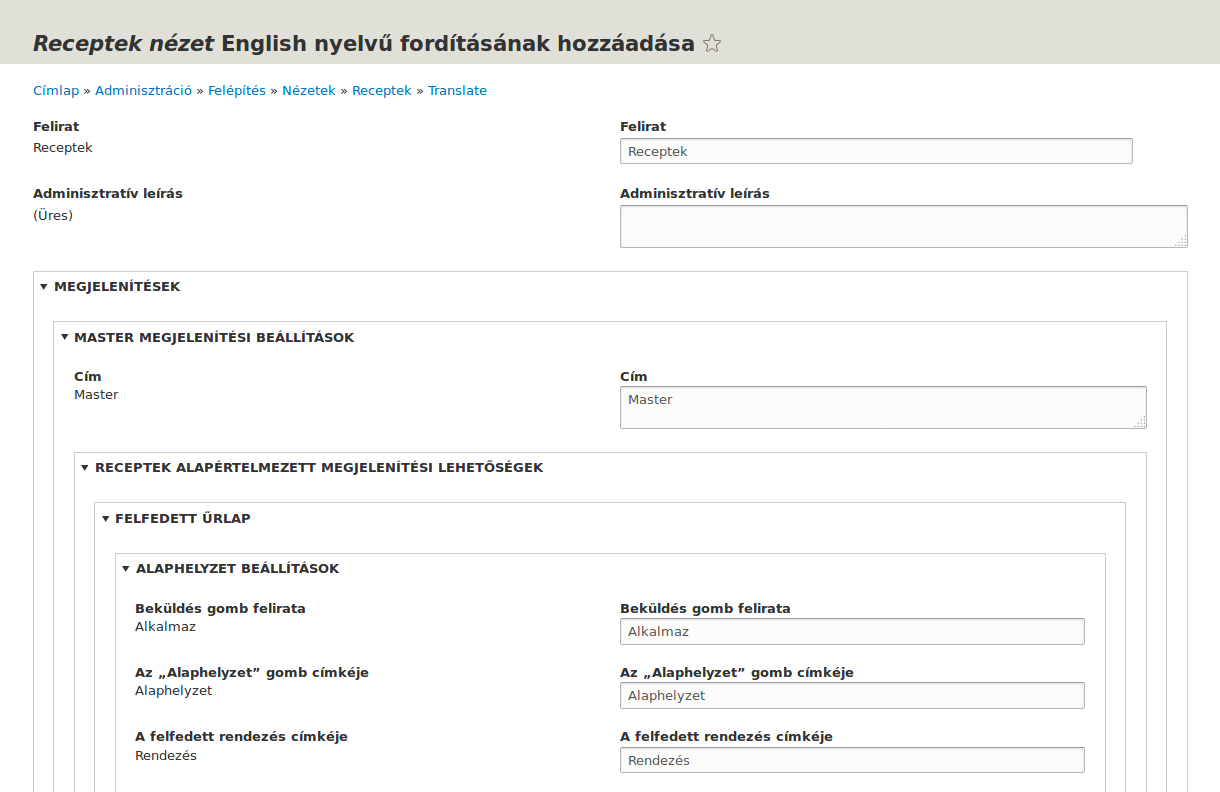 Receptek nézet English nyelvű fordításának hozzáadása
Címlap » Adminisztráció » Felépítés » Nézetek » Receptek » Translate
Felirat
Receptek
Felirat
Receptek
Adminisztratív leírás
(Üres)
Adminisztratív leírás
MEGJELENÍTÉSEK
MASTER MEGJELENÍTÉSI BEÁLLÍTÁSOK
Cím
Master
Cím
Master
RECEPTEK ALAPÉRTELMEZETT MEGJELENÍTÉSI LEHETŐSÉGEK
FELFEDETT ŰRLAP
ALAPHELYZET BEÁLLÍTÁSOK
Beküldés gomb felirata
Alkalmaz
Beküldés gomb felirata
Alkalmaz
Az „Alaphelyzet” gomb címkéje
Alaphelyzet
Az „Alaphelyzet” gomb címkéje
Alaphelyzet
A felfedett rendezés címkéje
Rendezés
A felfedett rendezés címkéje
Rendezés